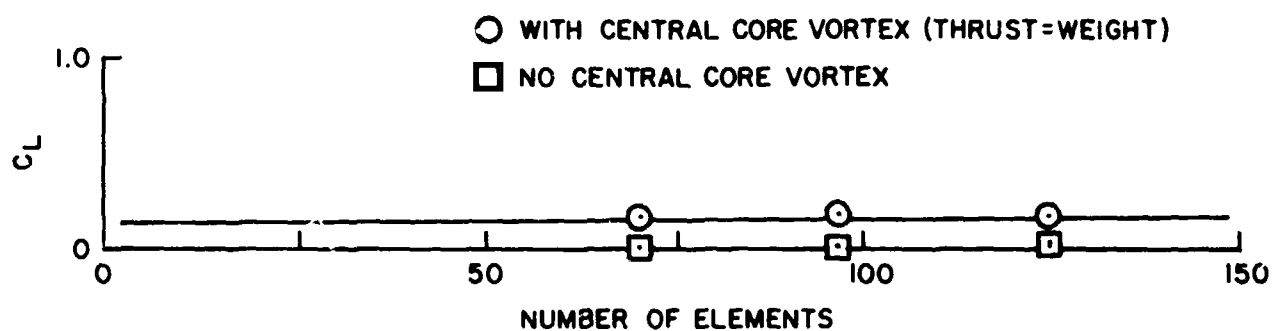 WITH CENTRAL CORE VORTEX (THRUST=WEIGHT)
NO CENTRAL CORE VORTEX
1.0
CL
0
0 50 100 150
NUMBER OF ELEMENTS